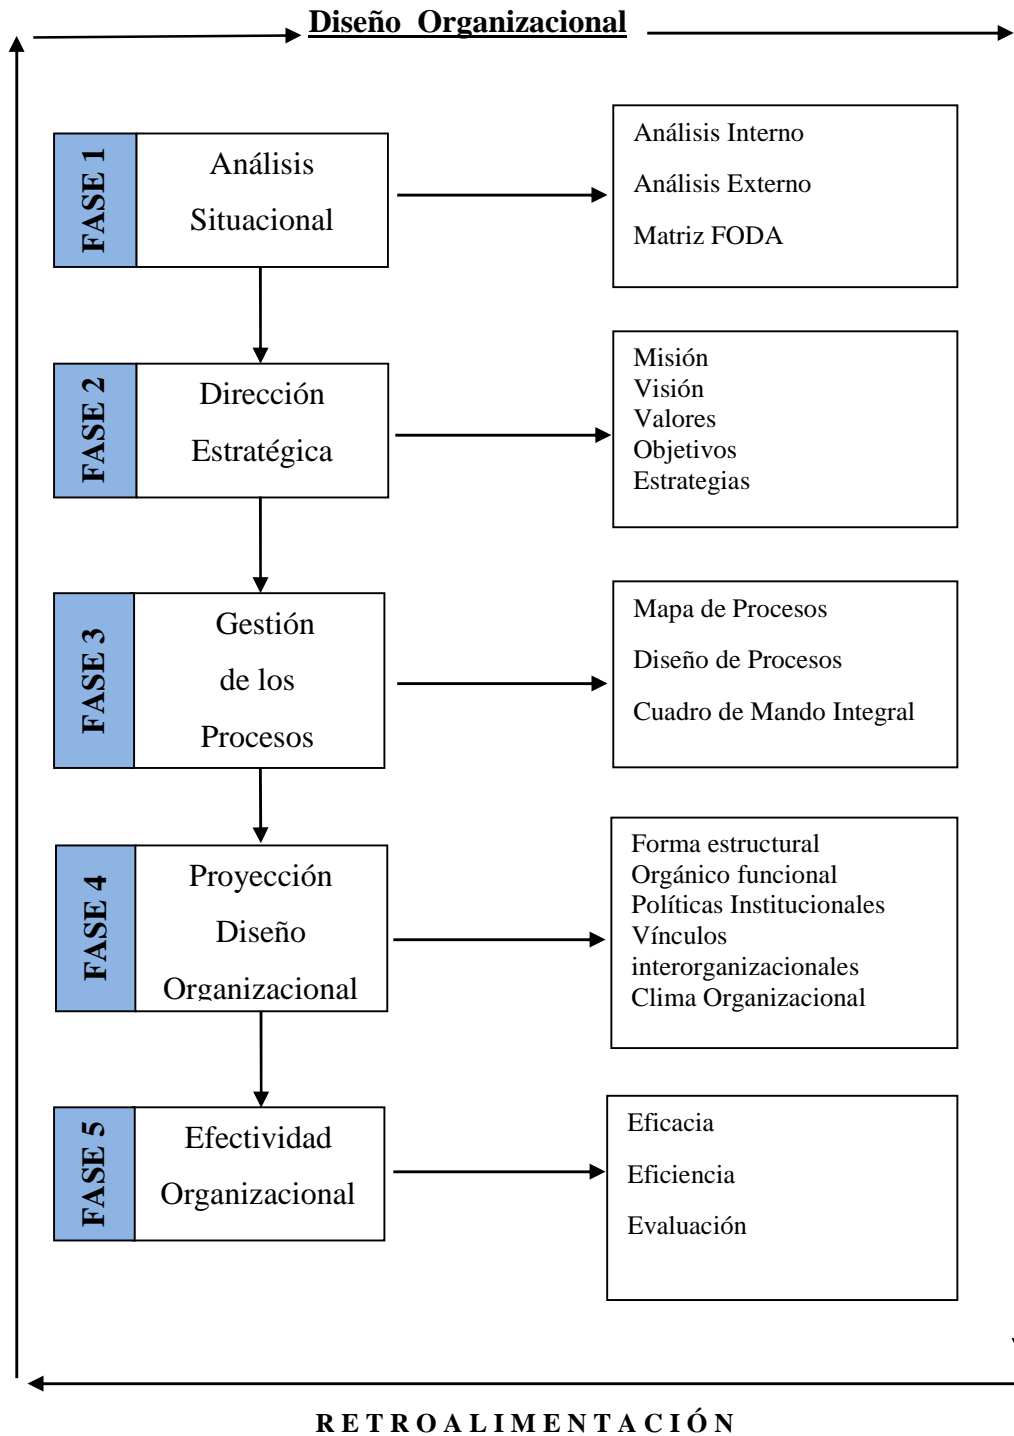 Diseño Organizacional
FASE 1
Análisis
Situacional
Análisis Interno
Análisis Externo
Matriz FODA
FASE 2
Dirección
Estratégica
Misión
Visión
Valores
Objetivos
Estrategias
FASE 3
Gestión
de los
Procesos
Mapa de Procesos
Diseño de Procesos
Cuadro de Mando Integral
FASE 4
Proyección
Diseño
Organizacional
Forma estructural
Orgánico funcional
Políticas Institucionales
Vínculos
interorganizacionales
Clima Organizacional
FASE 5
Efectividad
Organizacional
Eficacia
Eficiencia
Evaluación
RETROALIMENTACIÓN